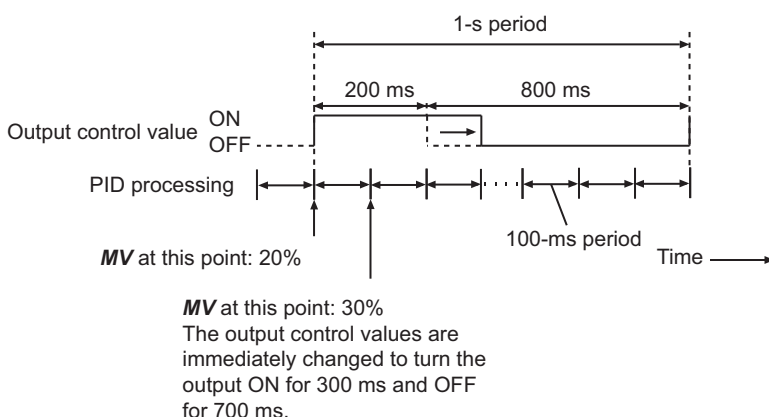 1-s period
200 ms
800 ms
Output control value
ON
OFF
PID processing
100-ms period
Time
MV at this point: 20%
MV at this point: 30%
The output control values are
immediately changed to turn the
output ON for 300 ms and OFF
for 700 ms.